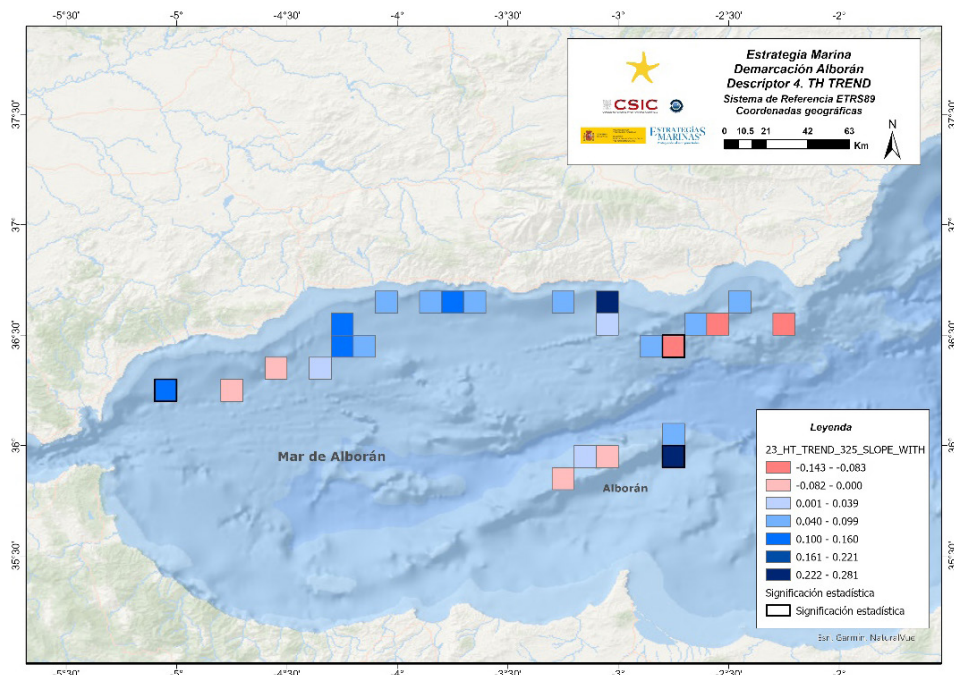 -5°30"
-5°
-4°30"
-4°
-3°30"
-3°
-2°30"
-2°
37°30"
37°
36°30"
36°
35°30"
Estrategia Marina
Demarcación Alborán
Descriptor 4. TH TREND
Sistema de Referencia ETRS89
Coordenadas geográficas
CSIC
ESTRATEGIAS
MARINAS
0 10.5 21 42 63
Km
N
37°30"
37°
36°30"
36°
35°30"
Mar de Alborán
Alborán
Leyenda
23_HT_TREND_325_SLOPE_WITH
-0.143 - -0.083
-0.082 - 0.000
0.001 - 0.039
0.040 - 0.099
0.100 - 0.160
0.161 - 0.221
0.222 - 0.281
Significación estadística
Significación estadística
Esri, Garmin, NaturalVue
-5°30"
-5°
-4°30"
-4°
-3°30"
-3°
-2°30"
-2°